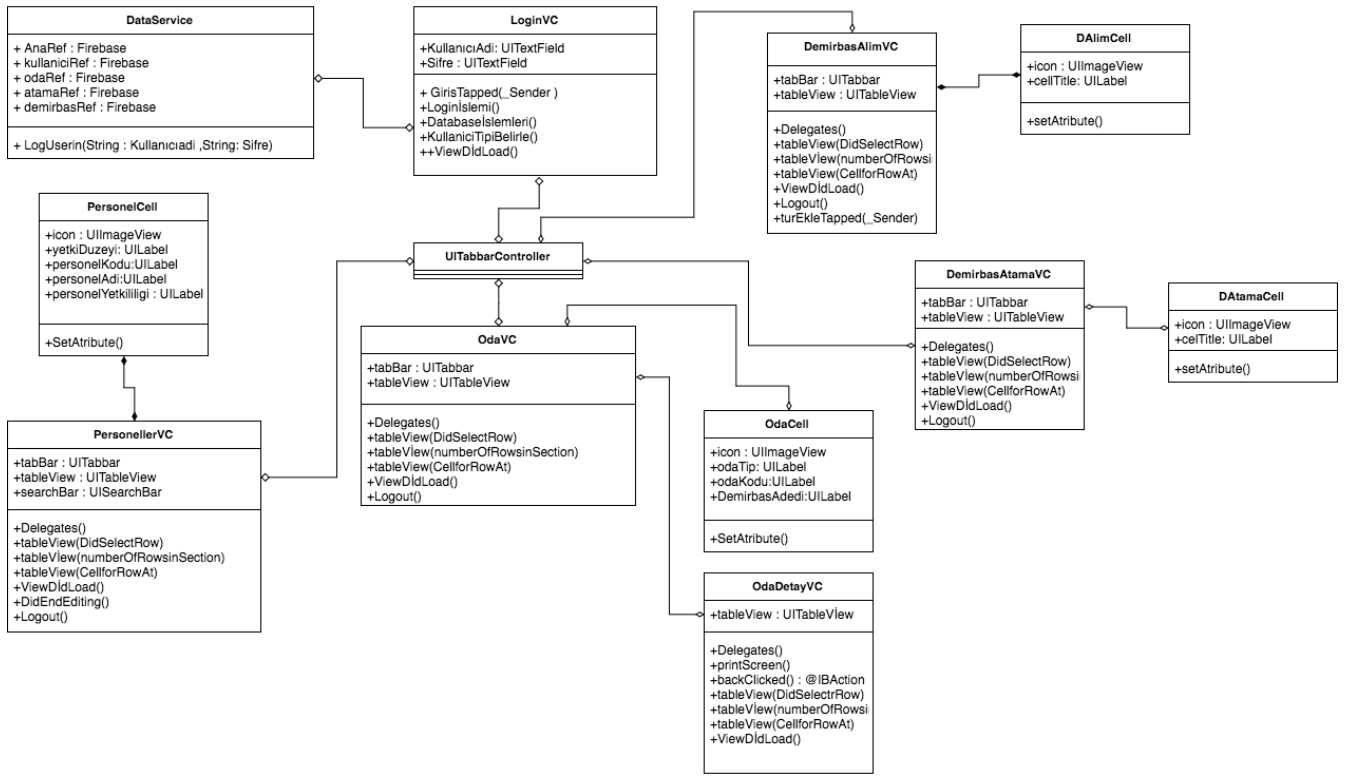 DataService
+ AnaRef : Firebase
+ kullaniciRef : Firebase
+ odaRef : Firebase
+ atamaRef : Firebase
+ demirbasRef : Firebase
+ LogUserin(String : Kullanıcıadi ,String: Sifre)
LoginVC
+KullanıcıAdi: UITextField
+Sifre : UITextField
+ GirisTapped(_Sender )
+Loginİslemi()
+Databaseİslemleri()
+KullaniciTipiBelirle()
++ViewDİdLoad()
DemirbasAlimVC
+tabBar : UITabbar
+tableView : UITableView
+Delegates()
+tableView(DidSelectRow)
+tableVİew(numberOfRowsi
+tableView(CellforRowAt)
+ViewDİdLoad()
+Logout()
+turEkleTapped(_Sender)
DAlimCell
+icon : UIImageView
+cellTitle: UILabel
+setAtribute()
PersonelCell
+icon : UIImageView
+yetkiDuzeyi: UILabel
+personelKodu:UILabel
+personelAdi:UILabel
+personelYetkililigi : UILabel
+SetAtribute()
UITabbarController
DemirbasAtamaVC
+tabBar : UITabbar
+tableView : UITableView
+Delegates()
+tableView(DidSelectRow)
+tableVİew(numberOfRowsi
+tableView(CellforRowAt)
+ViewDİdLoad()
+Logout()
DAtamaCell
+icon : UIImageView
+celTitle: UILabel
+setAtribute()
OdaVC
+tabBar : UITabbar
+tableView : UITableView
+Delegates()
+tableView(DidSelectRow)
+tableVİew(numberOfRowsinSection)
+tableView(CellforRowAt)
+ViewDİdLoad()
+Logout()
PersonellerVC
+tabBar : UITabbar
+tableView : UITableView
+searchBar : UISearchBar
+Delegates()
+tableView(DidSelectRow)
+tableVİew(numberOfRowsinSection)
+tableView(CellforRowAt)
+ViewDİdLoad()
+DidEndEditing()
+Logout()
OdaCell
+icon : UIImageView
+odaTip: UILabel
+odaKodu:UILabel
+DemirbasAdedi:UILabel
+SetAtribute()
OdaDetayVC
+tableView : UITableVİew
+Delegates()
+printScreen()
+backClicked() : @IBAction
+tableView(DidSelectrRow)
+tableVİew(numberOfRowsi
+tableView(CellforRowAt)
+ViewDİdLoad()